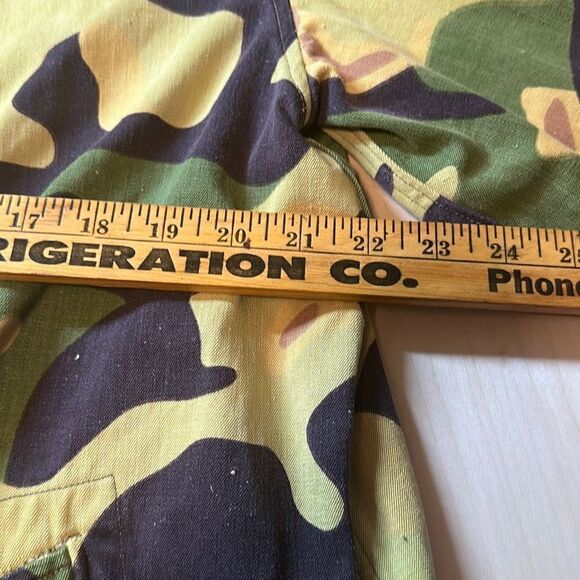 17 18 19 20 21 22 23 24 25
RIGERATION CO. Phone